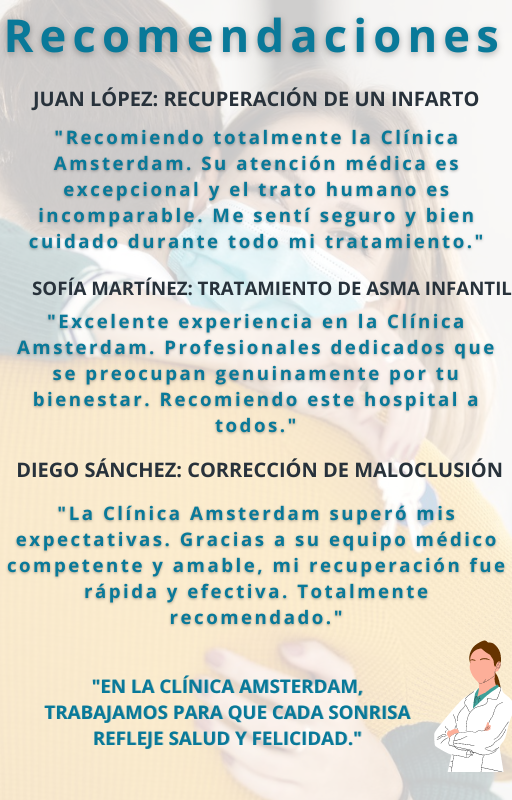 Recomendaciones
JUAN LÓPEZ: RECUPERACIÓN DE UN INFARTO
"Recomiendo totalmente la Clínica
Amsterdam. Su atención médica es
excepcional y el trato humano es
incomparable. Me sentí seguro y bien
cuidado durante todo mi tratamiento."
SOFÍA MARTÍNEZ: TRATAMIENTO DE ASMA INFANTIL
"Excelente experiencia en la Clínica
Amsterdam. Profesionales dedicados que
se preocupan genuinamente por tu
bienestar. Recomiendo este hospital a
todos."
DIEGO SÁNCHEZ: CORRECCIÓN DE MALOCLUSIÓN
"La Clínica Amsterdam superó mis
expectativas. Gracias a su equipo médico
competente y amable, mi recuperación fue
rápida y efectiva. Totalmente
recomendado."
"EN LA CLÍNICA AMSTERDAM,
TRABAJAMOS PARA QUE CADA SONRISA
REFLEJE SALUD Y FELICIDAD."